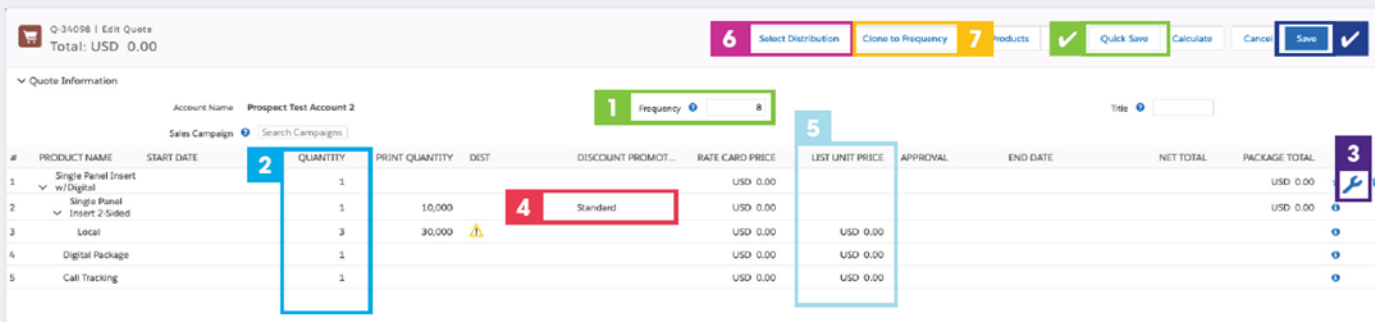 Q-34098 | Edit Quote
Total: USD 0.00
6 Select Distribution Clone to Frequency 7 Products ✔ Quick Save Calculate Cancel Save ✔
Quote Information
Account Name Prospect Test Account 2 1 Frequency 8 Title
Sales Campaign Search Campaigns 5
# PRODUCT NAME START DATE 2 QUANTITY PRINT QUANTITY DIST DISCOUNT PROMOT... RATE CARD PRICE LIST UNIT PRICE APPROVAL END DATE NET TOTAL PACKAGE TOTAL 3
1 Single Panel Insert
w/Digital 1 USD 0.00 USD 0.00
2 Single Panel
Insert 2-Sided 1 10,000 4 Standard USD 0.00 USD 0.00
3 Local 3 30,000 USD 0.00 USD 0.00
4 Digital Package 1 USD 0.00 USD 0.00
5 Call Tracking 1 USD 0.00 USD 0.00